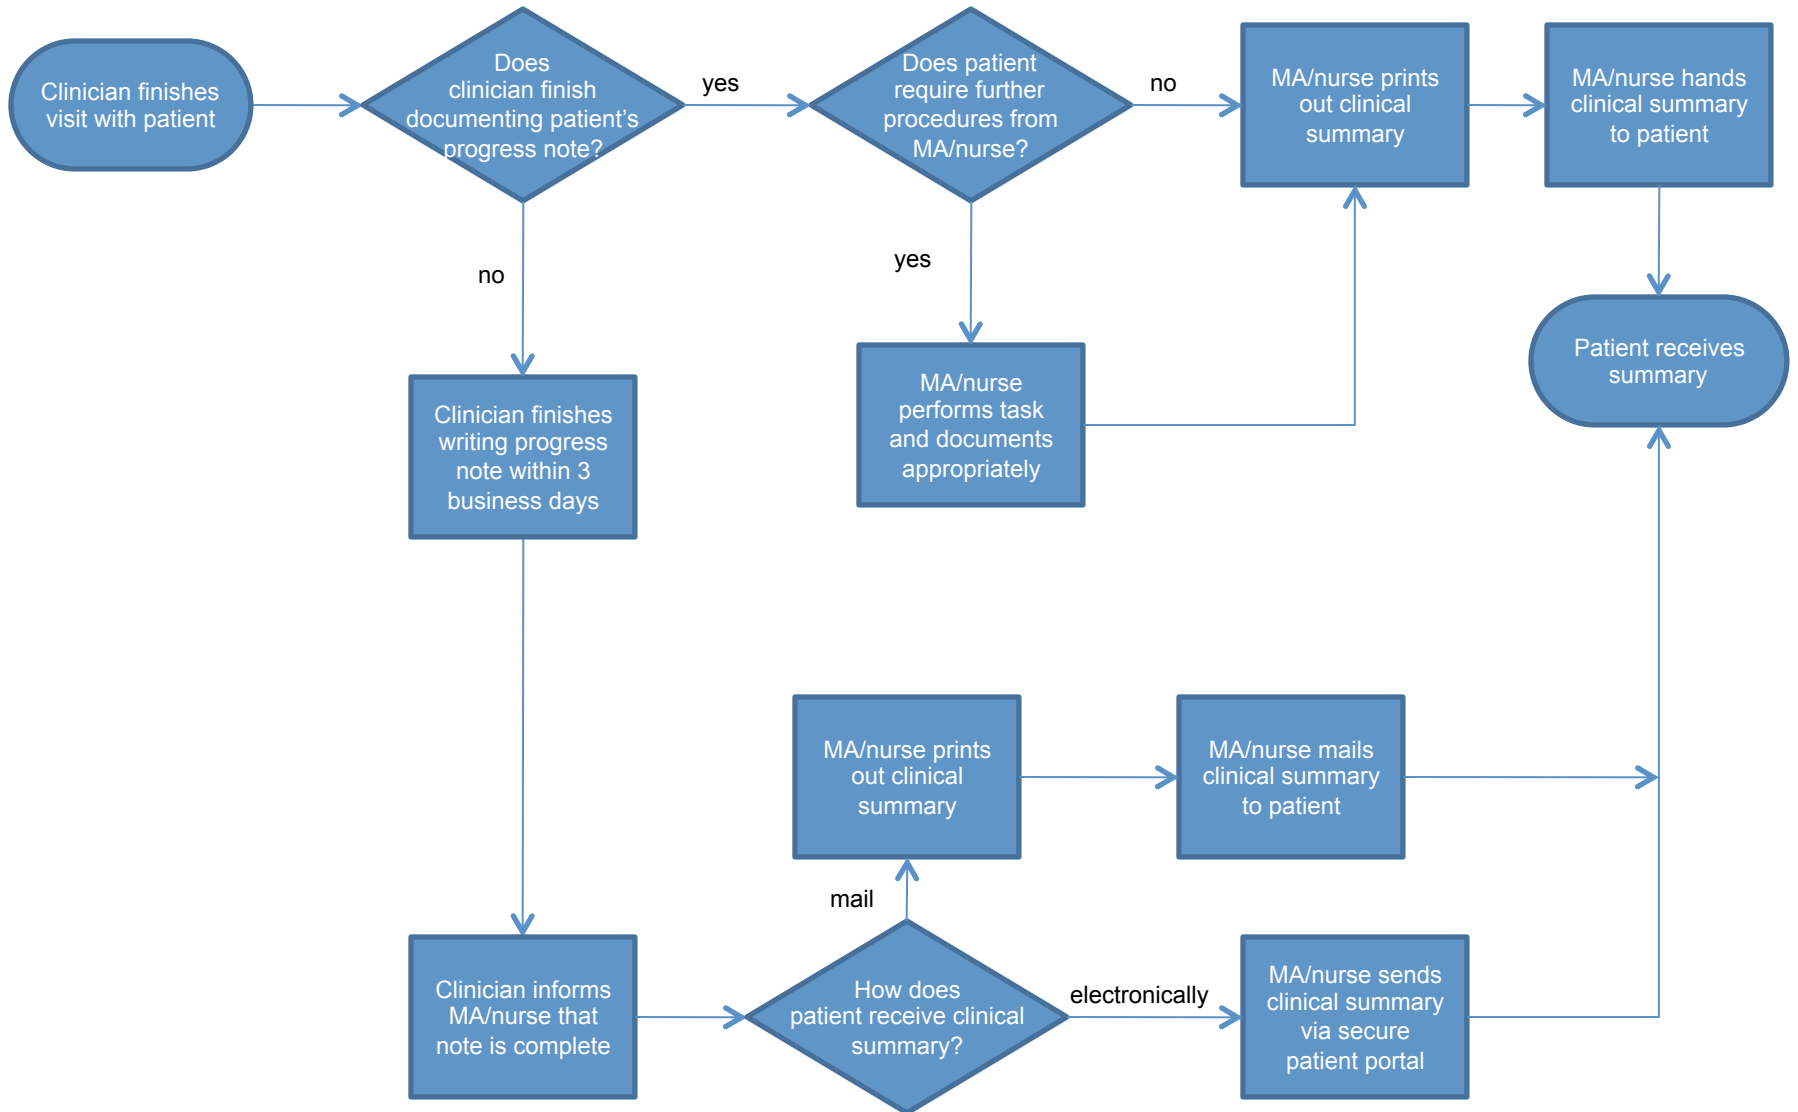 Clinician finishes
visit with patient
Does
clinician finish
documenting patient's
progress note?
yes
Does patient
require further
procedures from
MA/nurse?
no
MA/nurse prints
out clinical
summary
MA/nurse hands
clinical summary
to patient
no
yes
Patient receives
summary
Clinician finishes
writing progress
note within 3
business days
MA/nurse
performs task
and documents
appropriately
MA/nurse prints
out clinical
summary
MA/nurse mails
clinical summary
to patient
mail
Clinician informs
MA/nurse that
note is complete
How does
patient receive clinical
summary?
electronically
MA/nurse sends
clinical summary
via secure
patient portal